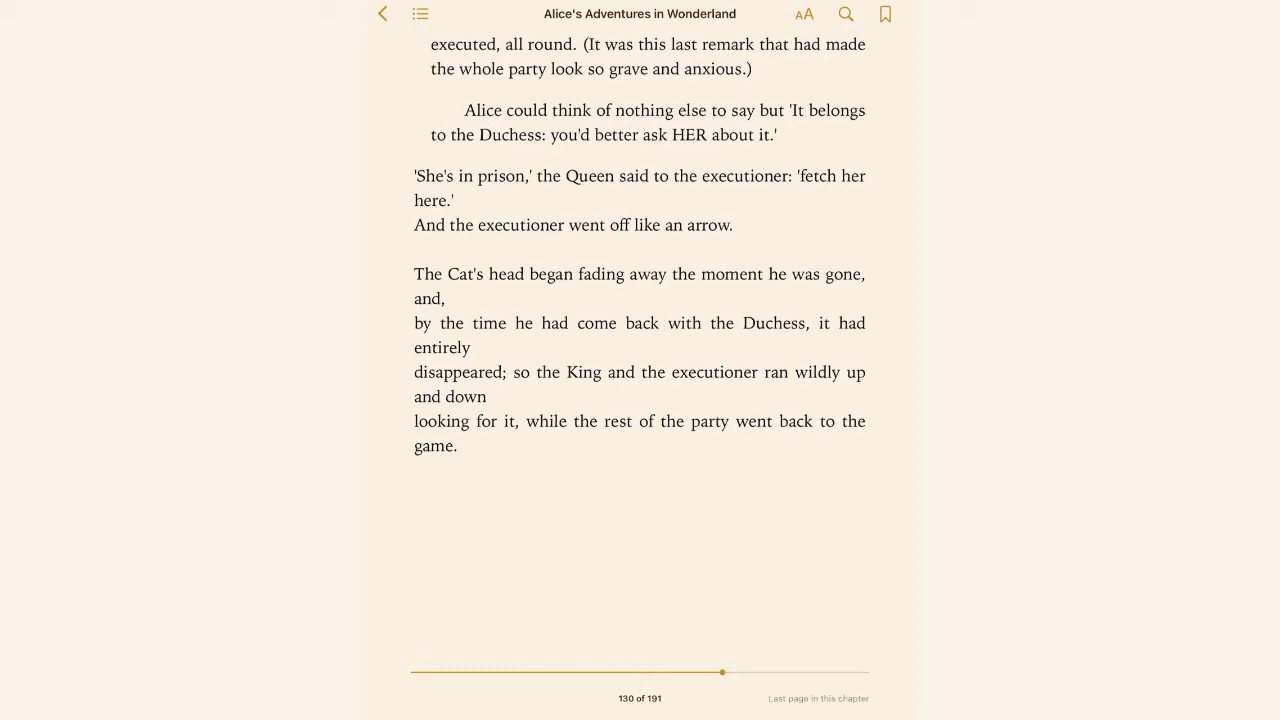 Alice's Adventures in Wonderland
AA
executed, all round. (It was this last remark that had made
the whole party look so grave and anxious.)
Alice could think of nothing else to say but 'It belongs
to the Duchess: you'd better ask HER about it.'
'She's in prison,' the Queen said to the executioner: 'fetch her
here.'
And the executioner went off like an arrow.
The Cat's head began fading away the moment he was gone,
and,
by the time he had come back with the Duchess, it had
entirely
disappeared; so the King and the executioner ran wildly up
and down
looking for it, while the rest of the party went back to the
game.
130 of 191
Last page in this chapter